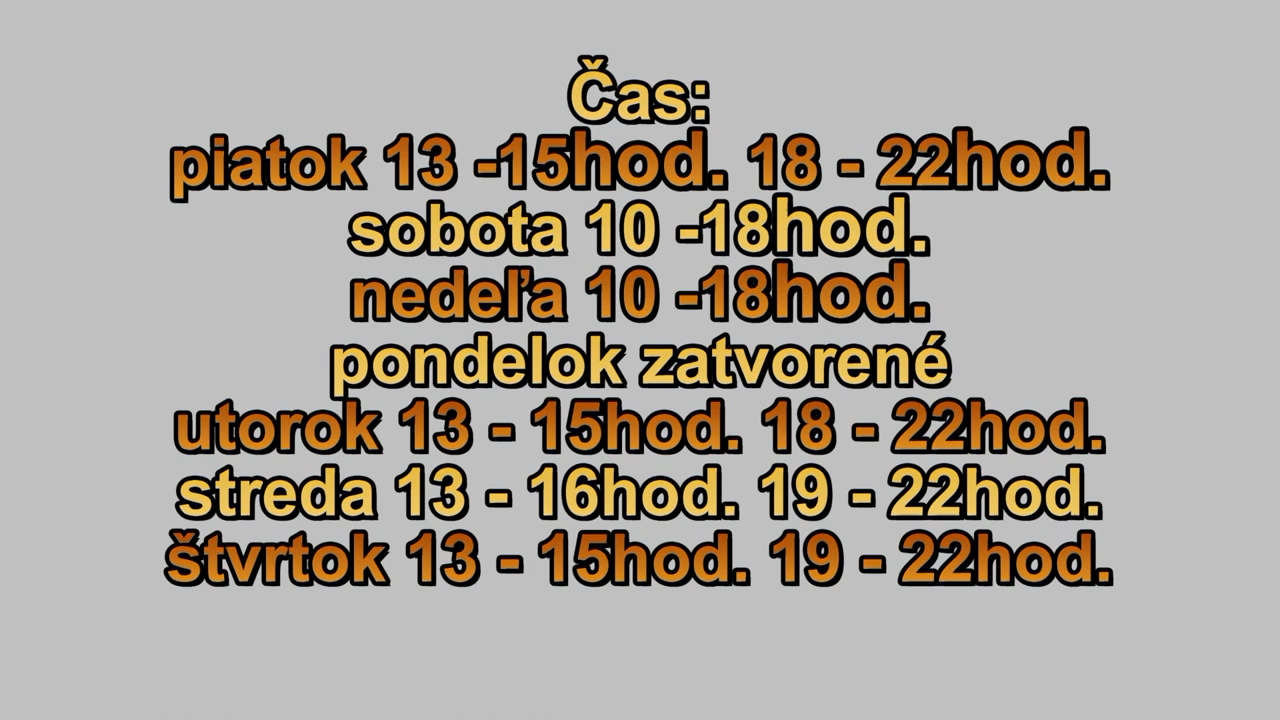 Čas:
piatok 13 -15hod. 18 - 22hod.
sobota 10 -18hod.
nedeľa 10 -18hod.
pondelok zatvorené
utorok 13 - 15hod. 18 - 22hod.
streda 13 - 16hod. 19 - 22hod.
štvrtok 13 - 15hod. 19 - 22hod.